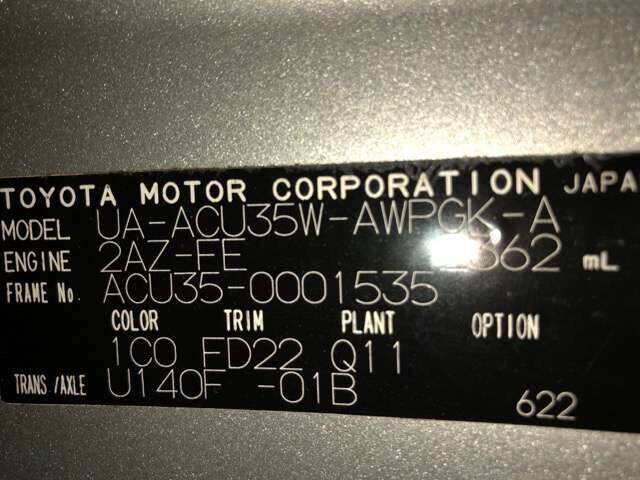 TOYOTA MOTOR CORPORATION JAPA
MODEL UA-ACU35W-AWPGK-A
ENGINE 2AZ-FE 2362 mL
FRAME No. ACU35-0001535
COLOR TRIM PLANT OPTION
1C0 FD22 Q11
TRANS/AXLE U140F -01B
622